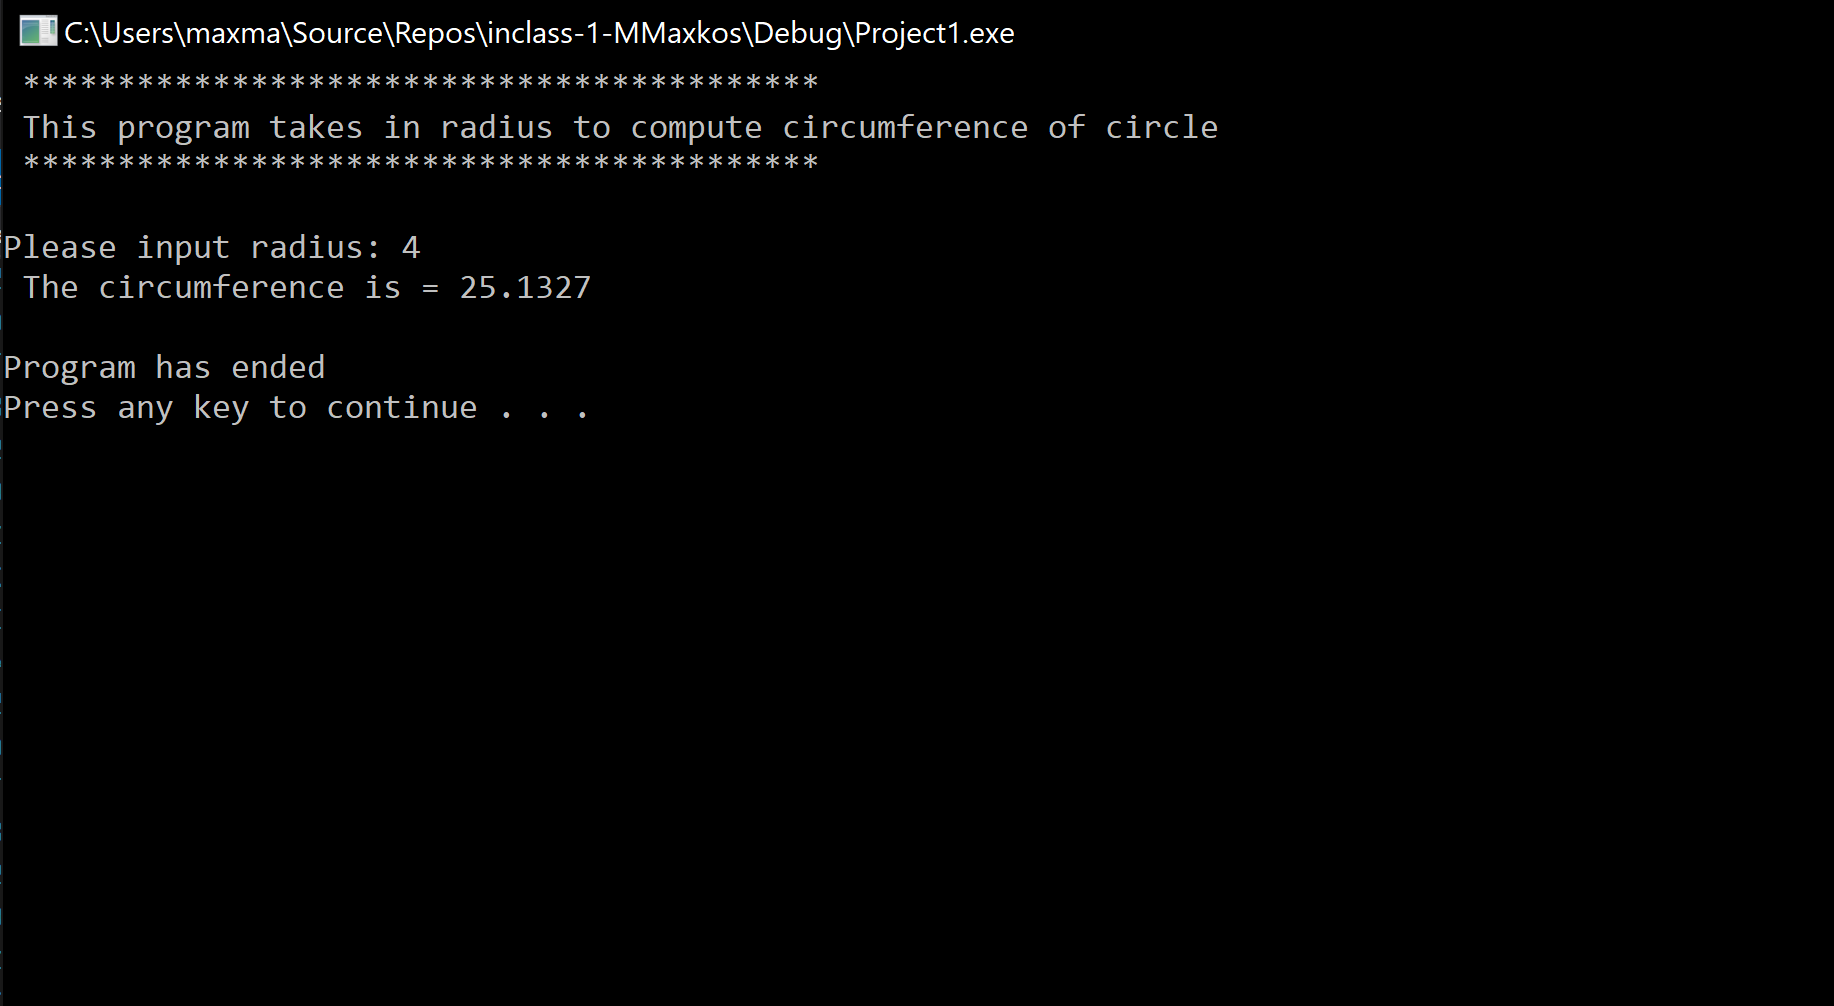 C:\Users\maxma\Source\Repos\inclass-1-MMaxkos\Debug\Project1.exe
******************************************
This program takes in radius to compute circumference of circle
******************************************
Please input radius: 4
The circumference is = 25.1327
Program has ended
Press any key to continue . . .